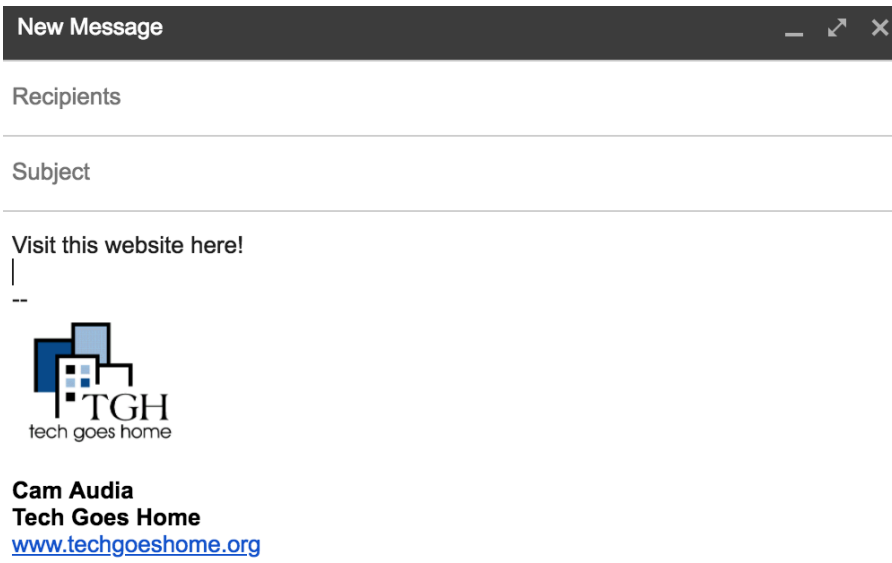 New Message
Recipients
Subject
Visit this website here!
--
TGH
tech goes home
Cam Audia
Tech Goes Home
www.techgoeshome.org